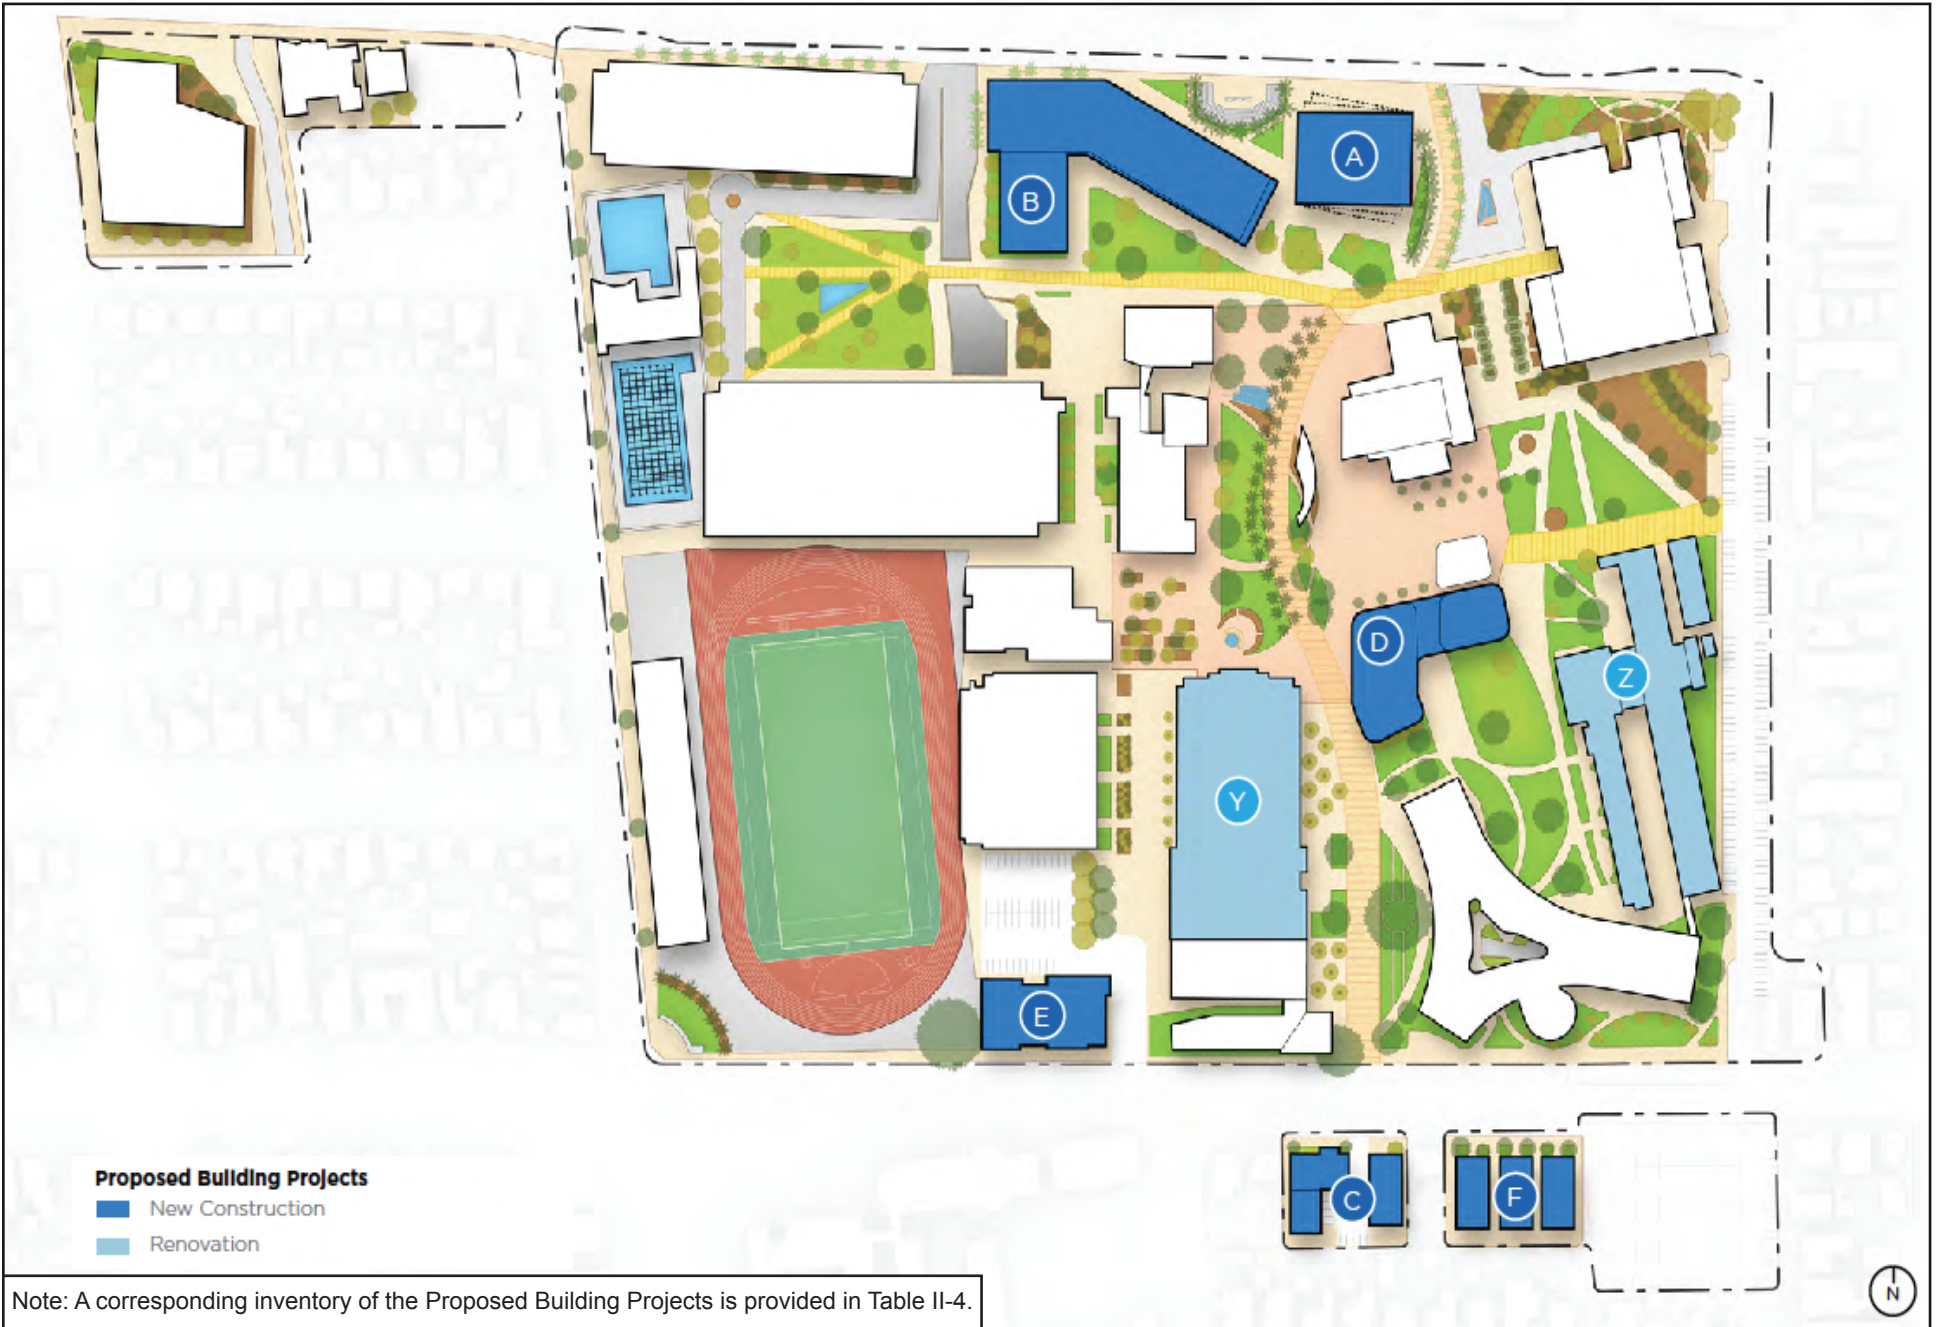 A
B
D
Z
Y
E
C
F
Proposed Building Projects
New Construction
Renovation
Note: A corresponding inventory of the Proposed Building Projects is provided in Table II-4.
N